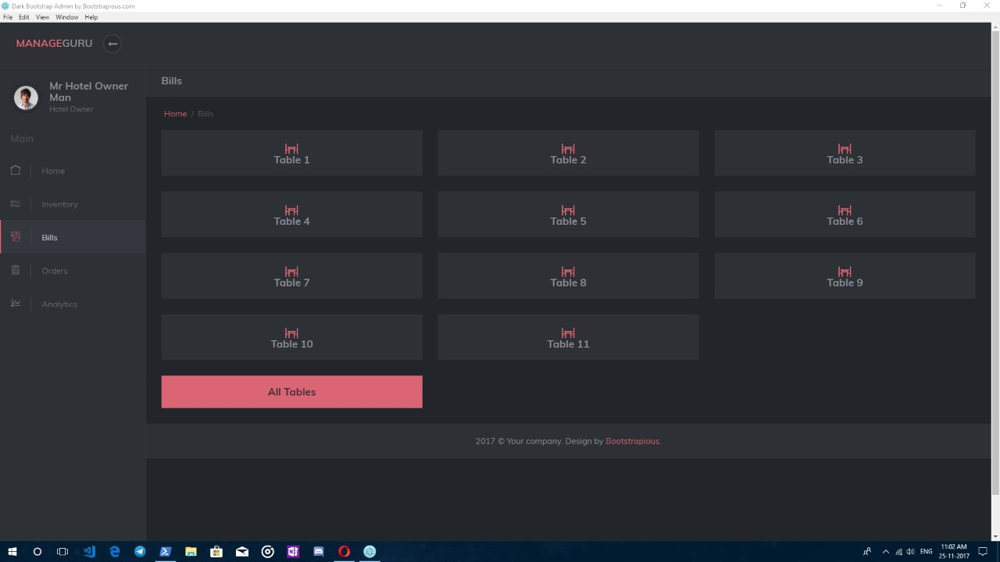 Dark Bootstrap Admin by Bootstrapious.com
File Edit View Window Help
MANAGEGURU
Mr Hotel Owner
Man
Hotel Owner
Main
Home
Inventory
Bills
Orders
Analytics
Bills
Home / Bills
Table 1
Table 2
Table 3
Table 4
Table 5
Table 6
Table 7
Table 8
Table 9
Table 10
Table 11
All Tables
2017 © Your company. Design by Bootstrapious.
ENG
11:02 AM
25-11-2017